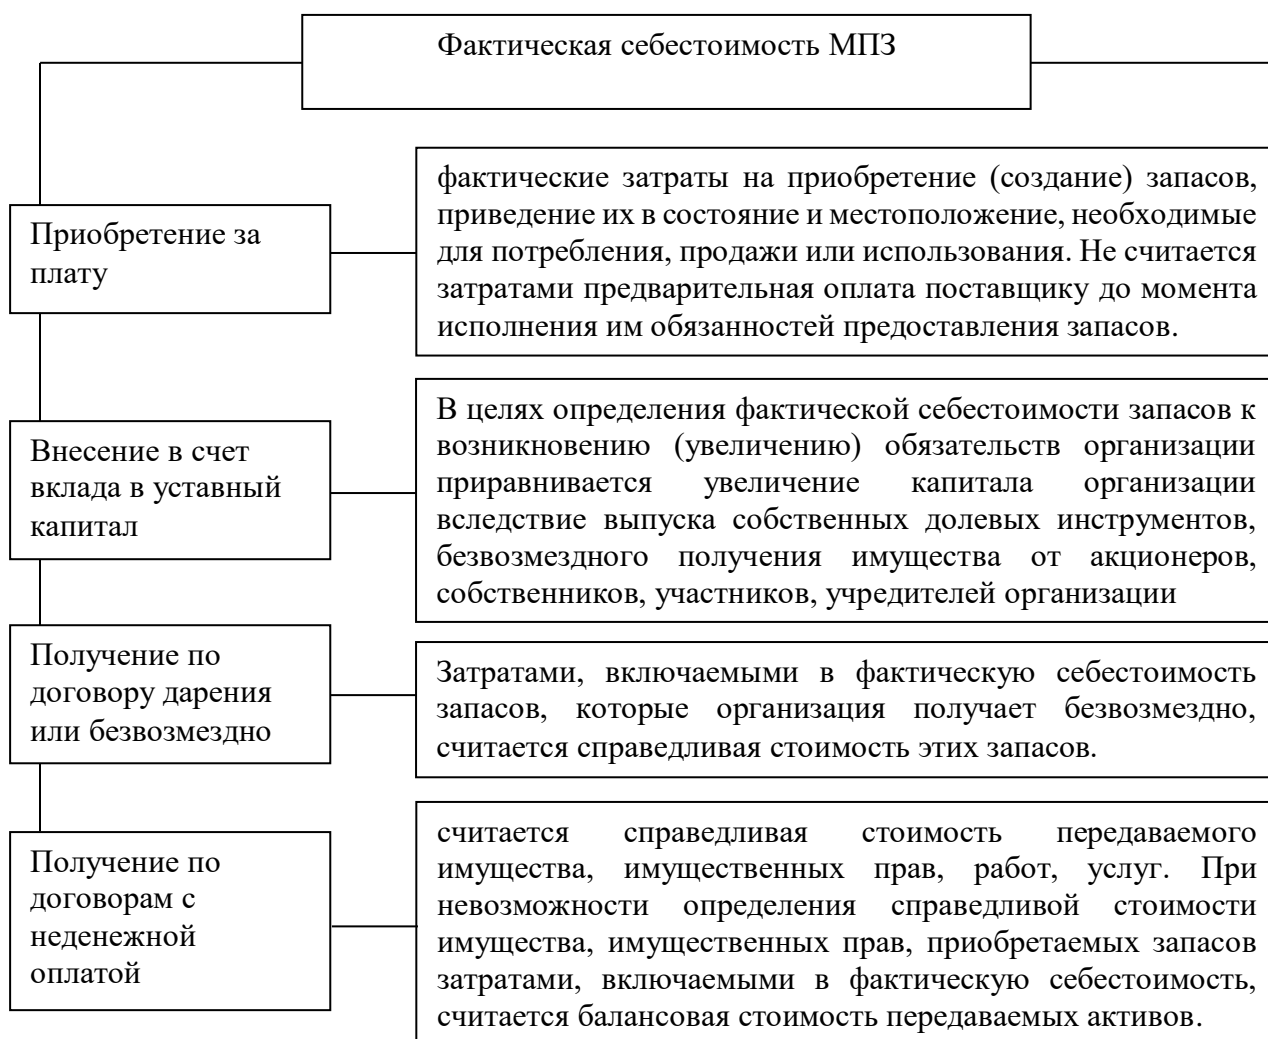 Фактическая себестоимость МПЗ
Приобретение за
плату
фактические затраты на приобретение (создание) запасов,
приведение их в состояние и местоположение, необходимые
для потребления, продажи или использования. Не считается
затратами предварительная оплата поставщику до момента
исполнения им обязанностей предоставления запасов.
Внесение в счет
вклада в уставный
капитал
В целях определения фактической себестоимости запасов к
возникновению (увеличению) обязательств организации
приравнивается увеличение капитала организации
вследствие выпуска собственных долевых инструментов,
безвозмездного получения имущества от акционеров,
собственников, участников, учредителей организации
Получение по
договору дарения
или безвозмездно
Затратами, включаемыми в фактическую себестоимость
запасов, которые организация получает безвозмездно,
считается справедливая стоимость этих запасов.
Получение по
договорам с
неденежной
оплатой
считается справедливая стоимость передаваемого
имущества, имущественных прав, работ, услуг. При
невозможности определения справедливой стоимости
имущества, имущественных прав, приобретаемых запасов
затратами, включаемыми в фактическую себестоимость,
считается балансовая стоимость передаваемых активов.